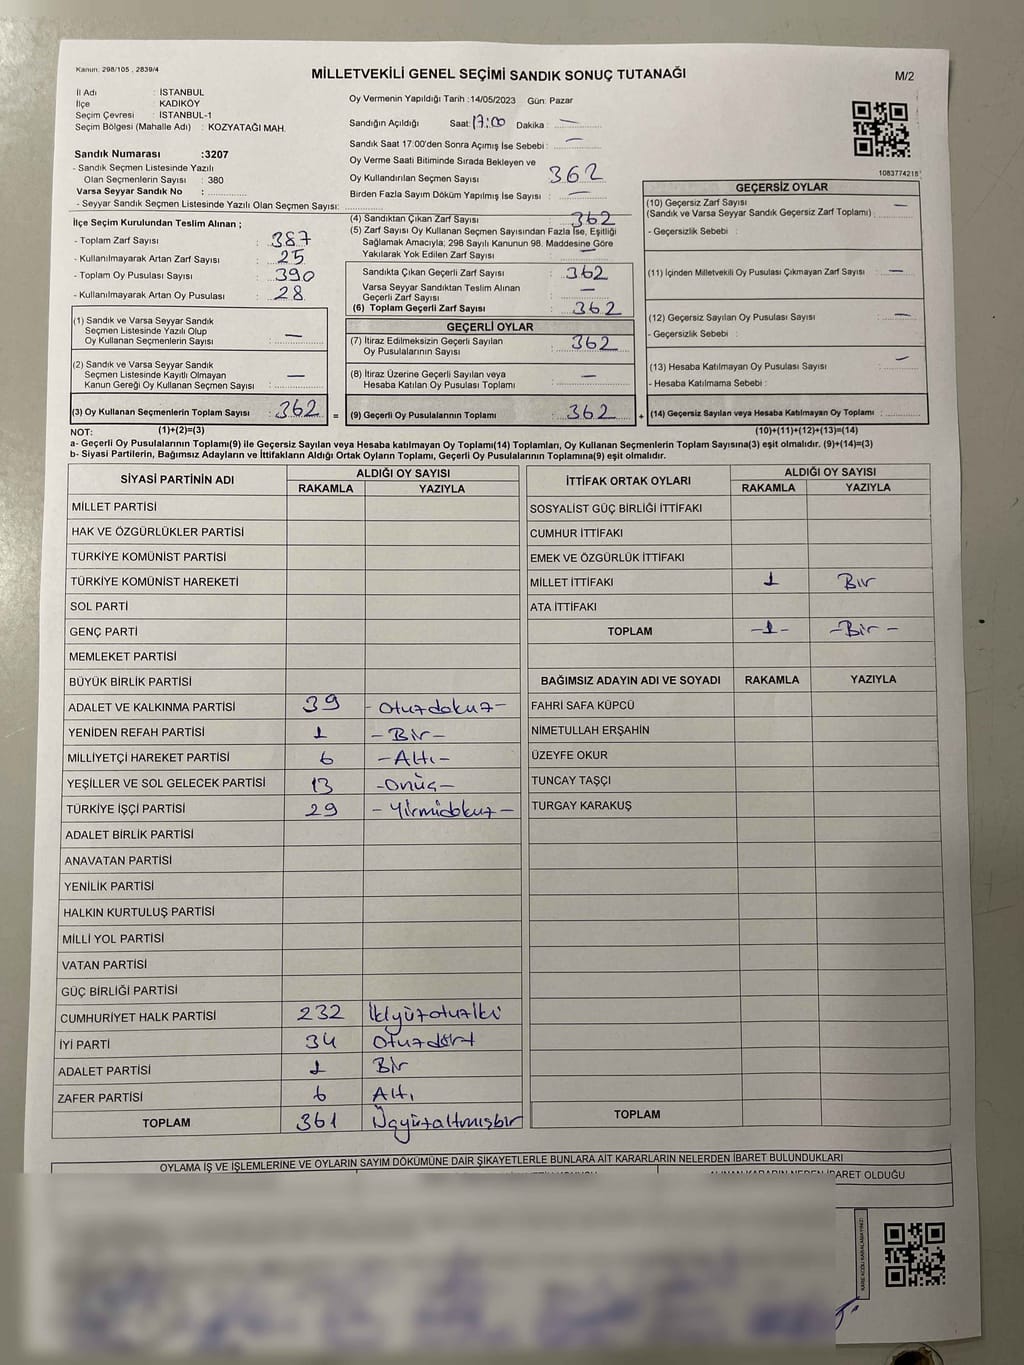 Kanun. 298/105 , 2839/4
MİLLETVEKİLİ GENEL SEÇİMİ SANDIK SONUÇ TUTANAĞI
M/2
İl Adı : İSTANBUL
İlçe : KADIKÖY
Seçim Çevresi : İSTANBUL-1
Seçim Bölgesi (Mahalle Adı) : KOZYATAĞI MAH.
Sandık Numarası :3207
- Sandık Seçmen Listesinde Yazılı
Olan Seçmenlerin Sayısı : 380
Varsa Seyyar Sandık No :
- Seyyar Sandık Seçmen Listesinde Yazılı Olan Seçmen Sayısı:
İlçe Seçim Kurulundan Teslim Alınan ;
- Toplam Zarf Sayısı : 387
- Kullanılmayarak Artan Zarf Sayısı : 25
- Toplam Oy Pusulası Sayısı : 390
- Kullanılmayarak Artan Oy Pusulası : 28
(1) Sandık ve Varsa Seyyar Sandık
Seçmen Listesinde Yazılı Olup
Oy Kullanan Seçmenlerin Sayısı : —
(2) Sandık ve Varsa Seyyar Sandık
Seçmen Listesinde Kayıtlı Olmayan
Kanun Gereği Oy Kullanan Seçmen Sayısı : —
(3) Oy Kullanan Seçmenlerin Toplam Sayısı : 362 =
Oy Vermenin Yapıldığı Tarih :14/05/2023 Gün: Pazar
Sandığın Açıldığı Saat: 17:00 Dakika : —
Sandık Saat 17:00'den Sonra Açımış İse Sebebi : —
Oy Verme Saati Bitiminde Sırada Bekleyen ve
Oy Kullandırılan Seçmen Sayısı : 362
Birden Fazla Sayım Döküm Yapılmış İse Sayısı : —
(4) Sandıktan Çıkan Zarf Sayısı : 362
(5) Zarf Sayısı Oy Kullanan Seçmen Sayısından Fazla İse, Eşitliği
Sağlamak Amacıyla; 298 Sayılı Kanunun 98. Maddesine Göre
Yakılarak Yok Edilen Zarf Sayısı : —
Sandıkta Çıkan Geçerli Zarf Sayısı : 362
Varsa Seyyar Sandıktan Teslim Alınan
Geçerli Zarf Sayısı : —
(6) Toplam Geçerli Zarf Sayısı : 362
GEÇERLİ OYLAR
(7) İtiraz Edilmeksizin Geçerli Sayılan
Oy Pusulalarının Sayısı : 362
(8) İtiraz Üzerine Geçerli Sayılan veya
Hesaba Katılan Oy Pusulası Toplamı : —
(9) Geçerli Oy Pusulalarının Toplamı : 362 +
1083774215
GEÇERSİZ OYLAR
(10) Geçersiz Zarf Sayısı
(Sandık ve Varsa Seyyar Sandık Geçersiz Zarf Toplamı) : —
- Geçersizlik Sebebi :
(11) İçinden Milletvekili Oy Pusulası Çıkmayan Zarf Sayısı : —
(12) Geçersiz Sayılan Oy Pusulası Sayısı : —
- Geçersizlik Sebebi :
(13) Hesaba Katılmayan Oy Pusulası Sayısı : —
- Hesaba Katılmama Sebebi :
(14) Geçersiz Sayılan veya Hesaba Katılmayan Oy Toplamı :
NOT: (1)+(2)=(3) (10)+(11)+(12)+(13)=(14)
a- Geçerli Oy Pusulalarının Toplamı(9) ile Geçersiz Sayılan veya Hesaba katılmayan Oy Toplamı(14) Toplamları, Oy Kullanan Seçmenlerin Toplam Sayısına(3) eşit olmalıdır. (9)+(14)=(3)
b- Siyasi Partilerin, Bağımsız Adayların ve İttifakların Aldığı Ortak Oyların Toplamı, Geçerli Oy Pusulalarının Toplamına(9) eşit olmalıdır.
SİYASİ PARTİNİN ADI ALDIĞI OY SAYISI
RAKAMLA YAZIYLA
MİLLET PARTİSİ
HAK VE ÖZGÜRLÜKLER PARTİSİ
TÜRKİYE KOMÜNİST PARTİSİ
TÜRKİYE KOMÜNİST HAREKETİ
SOL PARTİ
GENÇ PARTİ
MEMLEKET PARTİSİ
BÜYÜK BİRLİK PARTİSİ
ADALET VE KALKINMA PARTİSİ 39 - Otuzdokuz -
YENİDEN REFAH PARTİSİ 1 - Bir -
MİLLİYETÇİ HAREKET PARTİSİ 6 - Altı -
YEŞİLLER VE SOL GELECEK PARTİSİ 13 - Onüç -
TÜRKİYE İŞÇİ PARTİSİ 29 - Yirmidokuz -
ADALET BİRLİK PARTİSİ
ANAVATAN PARTİSİ
YENİLİK PARTİSİ
HALKIN KURTULUŞ PARTİSİ
MİLLİ YOL PARTİSİ
VATAN PARTİSİ
GÜÇ BİRLİĞİ PARTİSİ
CUMHURİYET HALK PARTİSİ 232 İkiyüzotuziki
İYİ PARTİ 34 Otuzdört
ADALET PARTİSİ 1 Bir
ZAFER PARTİSİ 6 Altı
TOPLAM 361 Üçyüzaltmışbir
İTTİFAK ORTAK OYLARI ALDIĞI OY SAYISI
RAKAMLA YAZIYLA
SOSYALİST GÜÇ BİRLİĞİ İTTİFAKI
CUMHUR İTTİFAKI
EMEK VE ÖZGÜRLÜK İTTİFAKI
MİLLET İTTİFAKI 1 Bir
ATA İTTİFAKI
TOPLAM -1- - Bir -
BAĞIMSIZ ADAYIN ADI VE SOYADI RAKAMLA YAZIYLA
FAHRİ SAFA KÜPCÜ
NİMETULLAH ERŞAHİN
ÜZEYFE OKUR
TUNCAY TAŞÇI
TURGAY KARAKUŞ
TOPLAM
OYLAMA İŞ VE İŞLEMLERİNE VE OYLARIN SAYIM DÖKÜMÜNE DAİR ŞİKAYETLERLE BUNLARA AİT KARARLARIN NELERDEN İBARET BULUNDUKLARI
ALINAN KARARIN NEDEN İBARET OLDUĞU